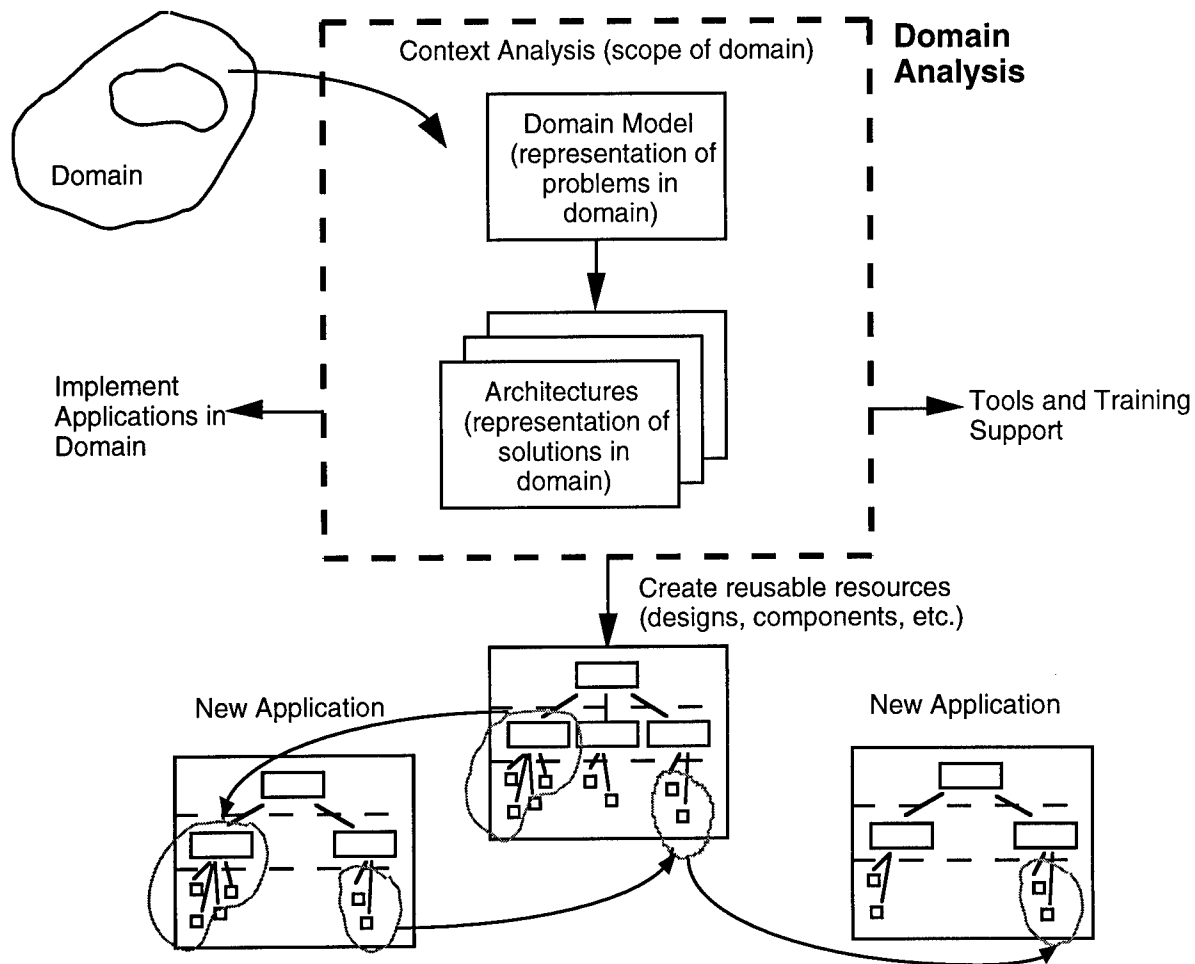 Domain
Analysis
Context Analysis (scope of domain)
Domain Model
(representation of
problems in
domain)
Domain
Architectures
(representation of
solutions in
domain)
Implement
Applications in
Domain
Tools and Training
Support
Create reusable resources
(designs, components, etc.)
New Application
New Application